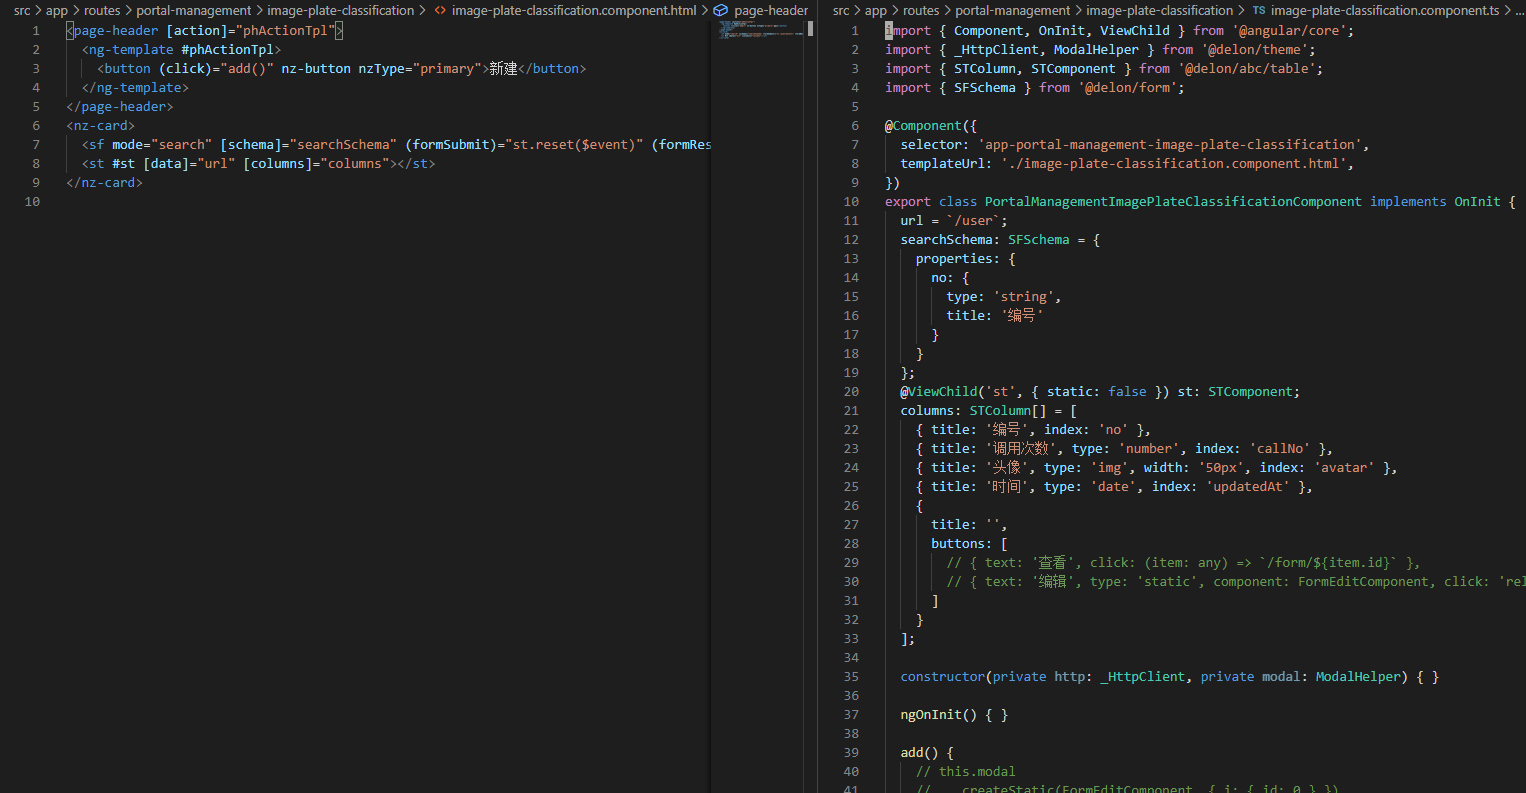 src > app > routes > portal-management > image-plate-classification > <> image-plate-classification.component.html > page-header
1 <page-header [action]="phActionTpl">
2 <ng-template #phActionTpl>
3 <button (click)="add()" nz-button nzType="primary">新建</button>
4 </ng-template>
5 </page-header>
6 <nz-card>
7 <sf mode="search" [schema]="searchSchema" (formSubmit)="st.reset($event)" (formRes
8 <st #st [data]="url" [columns]="columns"></st>
9 </nz-card>
10
src > app > routes > portal-management > image-plate-classification > TS image-plate-classification.component.ts > ...
1 import { Component, OnInit, ViewChild } from '@angular/core';
2 import { _HttpClient, ModalHelper } from '@delon/theme';
3 import { STColumn, STComponent } from '@delon/abc/table';
4 import { SFSchema } from '@delon/form';
5
6 @Component({
7 selector: 'app-portal-management-image-plate-classification',
8 templateUrl: './image-plate-classification.component.html',
9 })
10 export class PortalManagementImagePlateClassificationComponent implements OnInit {
11 url = `/user`;
12 searchSchema: SFSchema = {
13 properties: {
14 no: {
15 type: 'string',
16 title: '编号'
17 }
18 }
19 };
20 @ViewChild('st', { static: false }) st: STComponent;
21 columns: STColumn[] = [
22 { title: '编号', index: 'no' },
23 { title: '调用次数', type: 'number', index: 'callNo' },
24 { title: '头像', type: 'img', width: '50px', index: 'avatar' },
25 { title: '时间', type: 'date', index: 'updatedAt' },
26 {
27 title: '',
28 buttons: [
29 // { text: '查看', click: (item: any) => `/form/${item.id}` },
30 // { text: '编辑', type: 'static', component: FormEditComponent, click: 'rel
31 ]
32 }
33 ];
34
35 constructor(private http: _HttpClient, private modal: ModalHelper) { }
36
37 ngOnInit() { }
38
39 add() {
40 // this.modal
41 // .createStatic(FormEditComponent, { i: { id: 0 } })